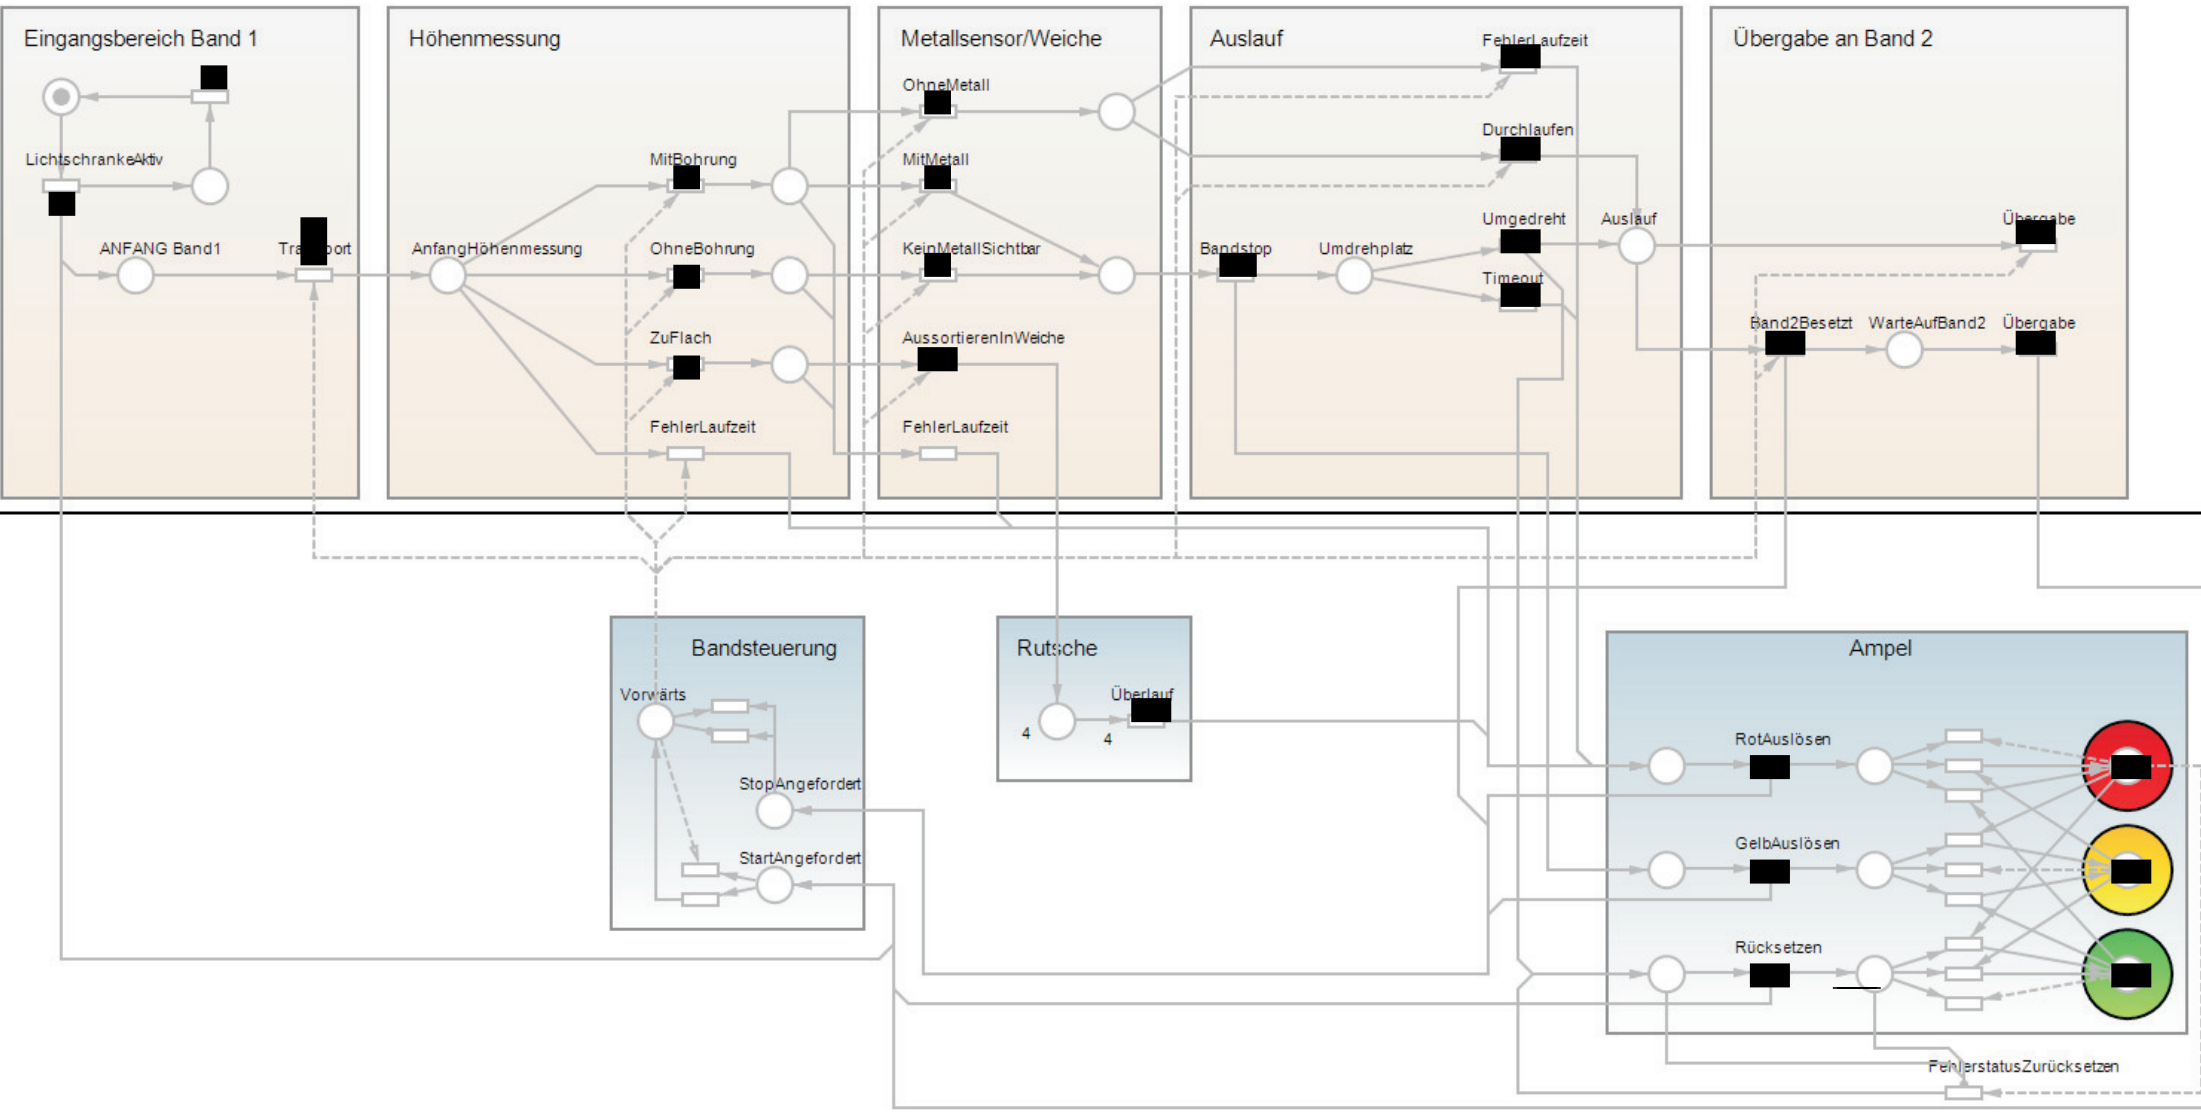 Eingangsbereich Band 1
LichtschrankeAktiv
ANFANG Band1
Höhenmessung
AnfangHöhenmessung
MitBohrung
OhneBohrung
ZuFlach
FehlerLaufzeit
Metallsensor/Weiche
OhneMetall
MitMetall
KeinMetallSichtbar
AussortierenInWeiche
FehlerLaufzeit
Auslauf
FehlerLaufzeit
Durchlaufen
Umgedreht
Auslauf
Bandstop
Umdrehplatz
Timeout
Übergabe an Band 2
Übergabe
Band2Besetzt
WarteAufBand2
Übergabe
Bandsteuerung
Vorwärts
StopAngefordert
StartAngefordert
Rutsche
Überlauf
4
4
Ampel
RotAuslösen
GelbAuslösen
Rücksetzen
FehlerstatusZurücksetzen